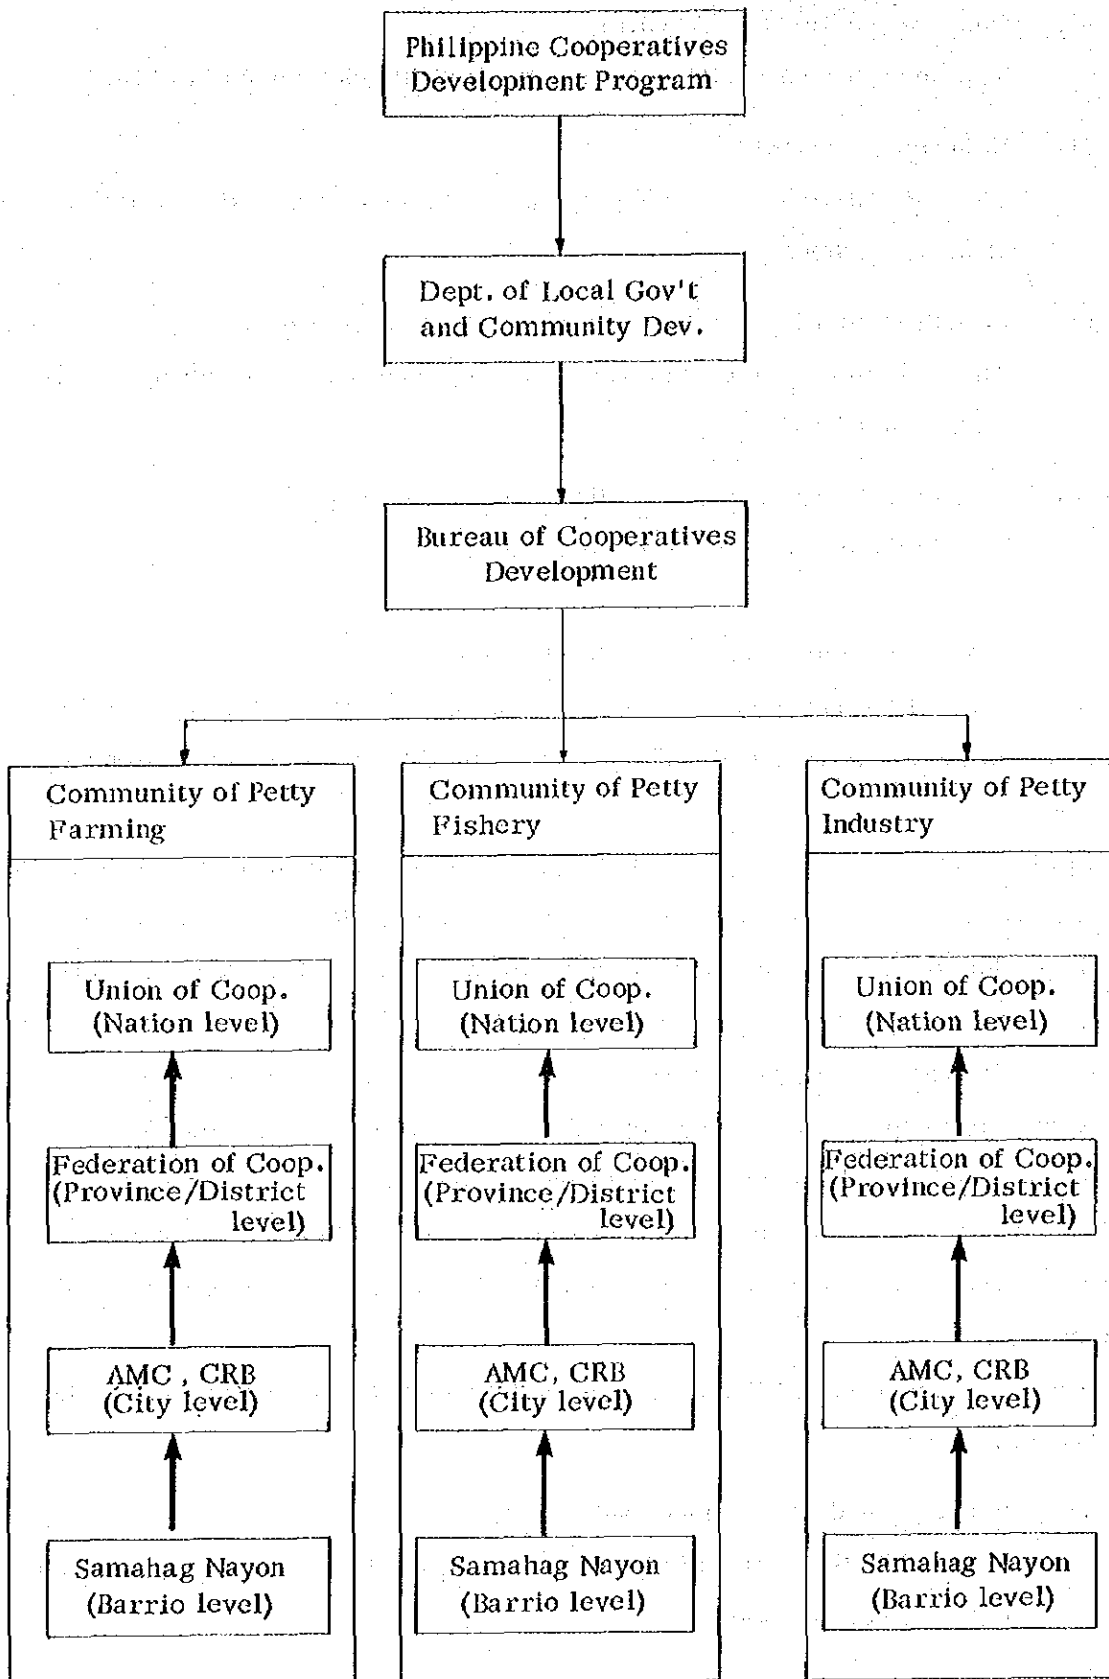 Philippine Cooperatives
Development Program
Dept. of Local Gov't
and Community Dev.
Bureau of Cooperatives
Development
Community of Petty
Farming
Union of Coop.
(Nation level)
Federation of Coop.
(Province/District
level)
AMC , CRB
(City level)
Samahag Nayon
(Barrio level)
Community of Petty
Fishery
Union of Coop.
(Nation level)
Federation of Coop.
(Province/District
level)
AMC, CRB
(City level)
Samahag Nayon
(Barrio level)
Community of Petty
Industry
Union of Coop.
(Nation level)
Federation of Coop.
(Province/District
level)
AMC, CRB
(City level)
Samahag Nayon
(Barrio level)